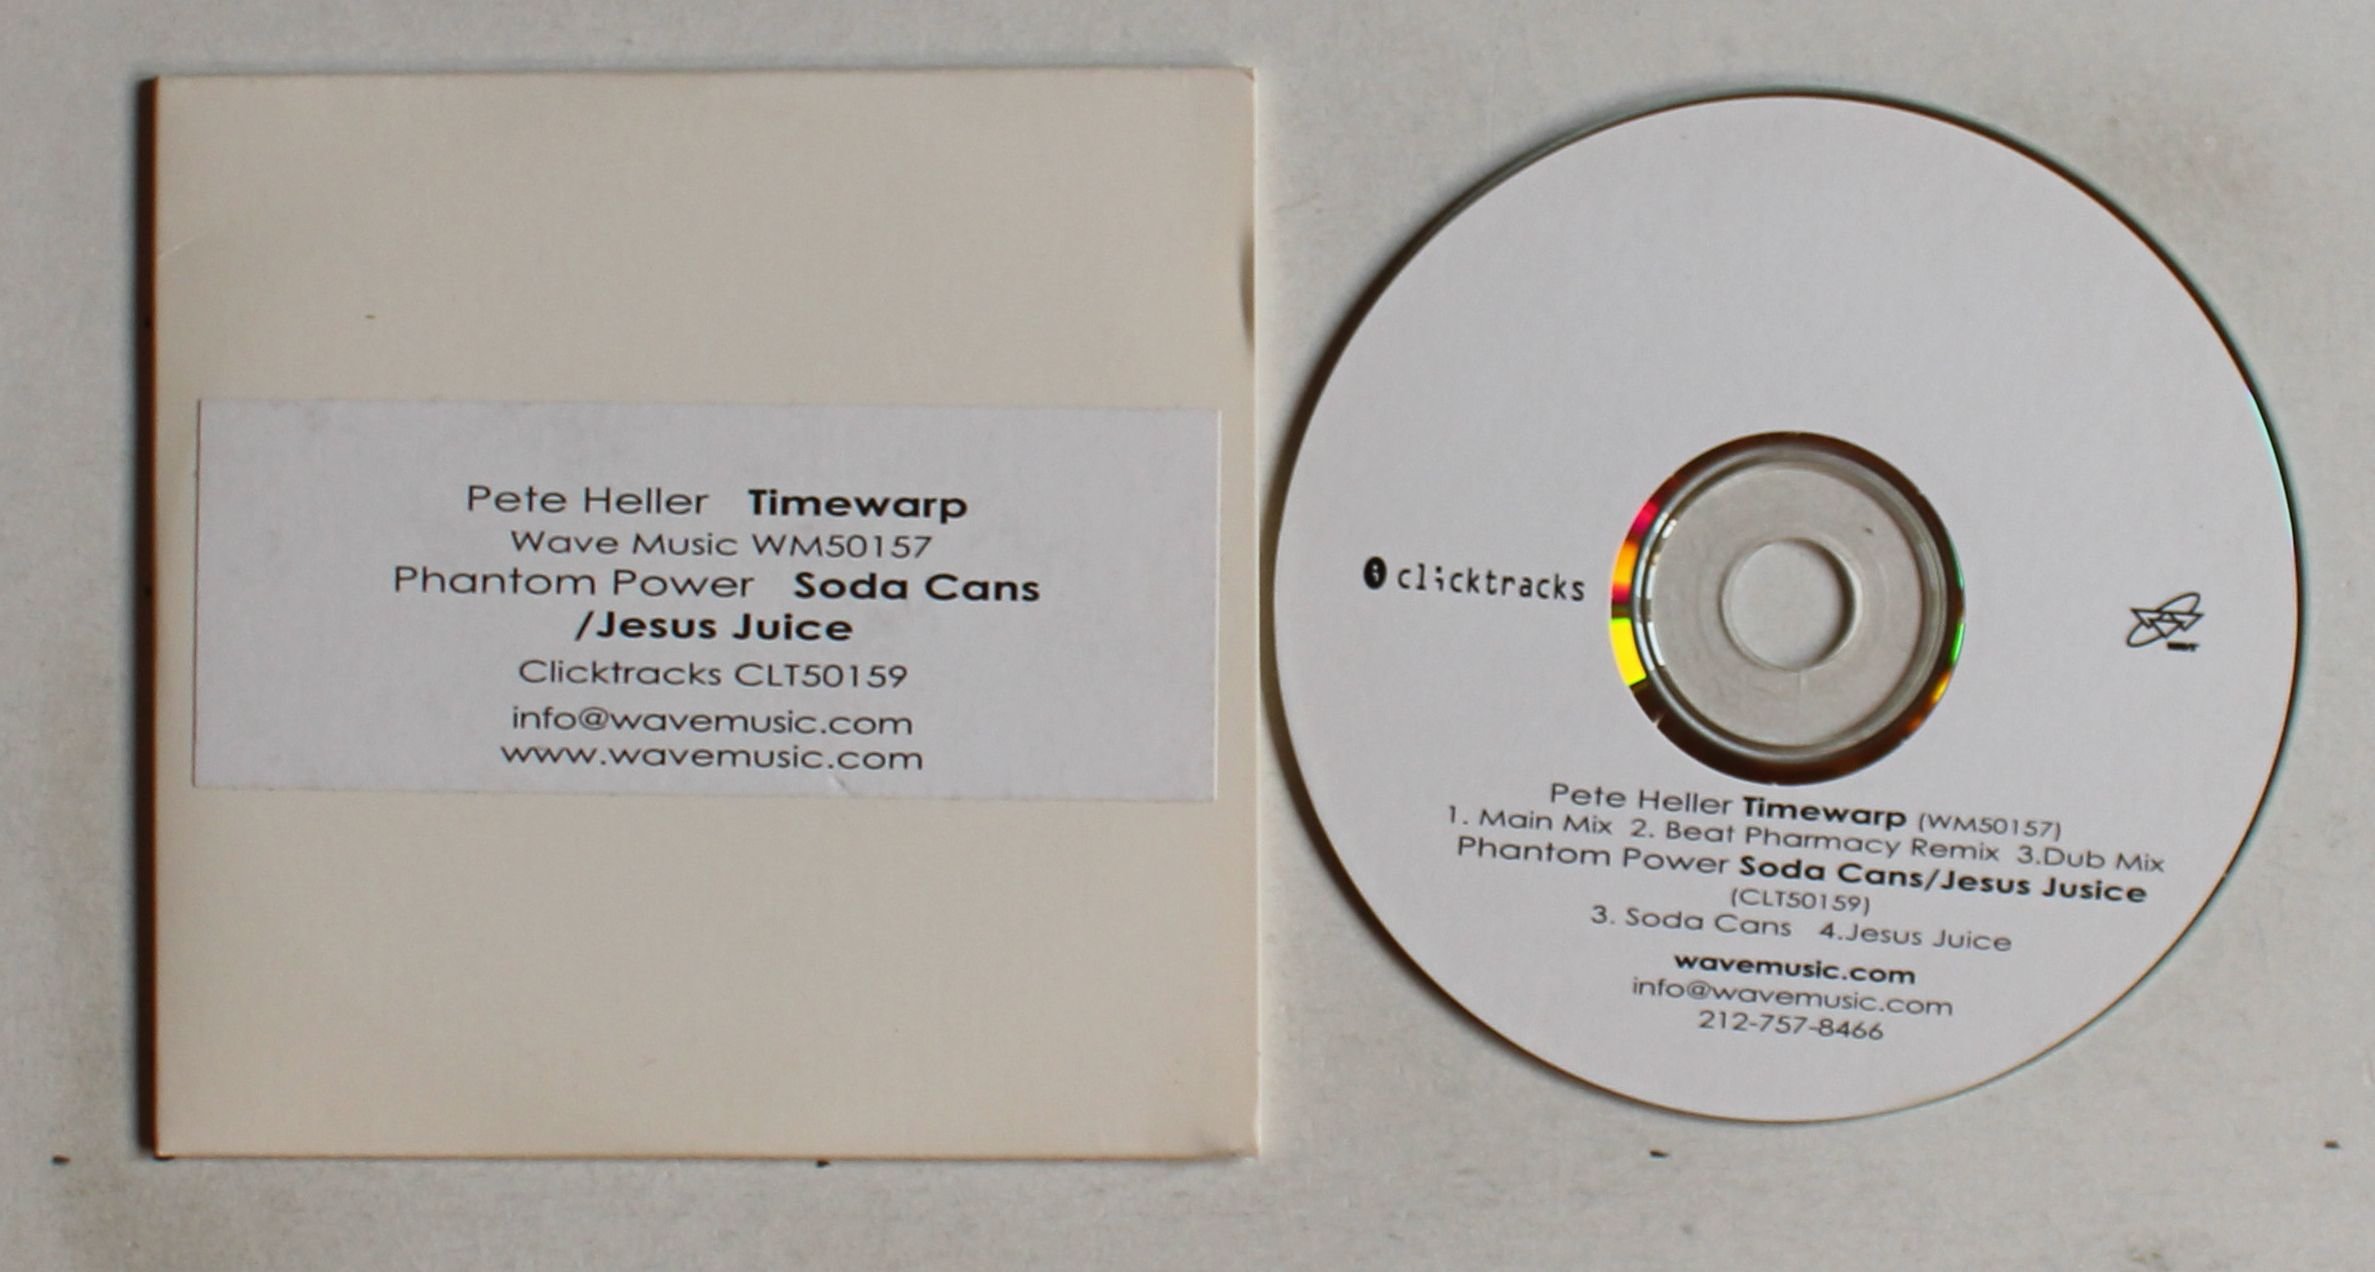 Pete Heller Timewarp
Wave Music WM50157
Phantom Power Soda Cans
/Jesus Juice
Clicktracks CLT50159
info@wavemusic.com
www.wavemusic.com
clicktracks
Pete Heller Timewarp (WM50157)
1. Main Mix 2. Beat Pharmacy Remix 3.Dub Mix
Phantom Power Soda Cans/Jesus Jusice
(CLT50159)
3. Soda Cans 4.Jesus Juice
wavemusic.com
info@wavemusic.com
212-757-8466